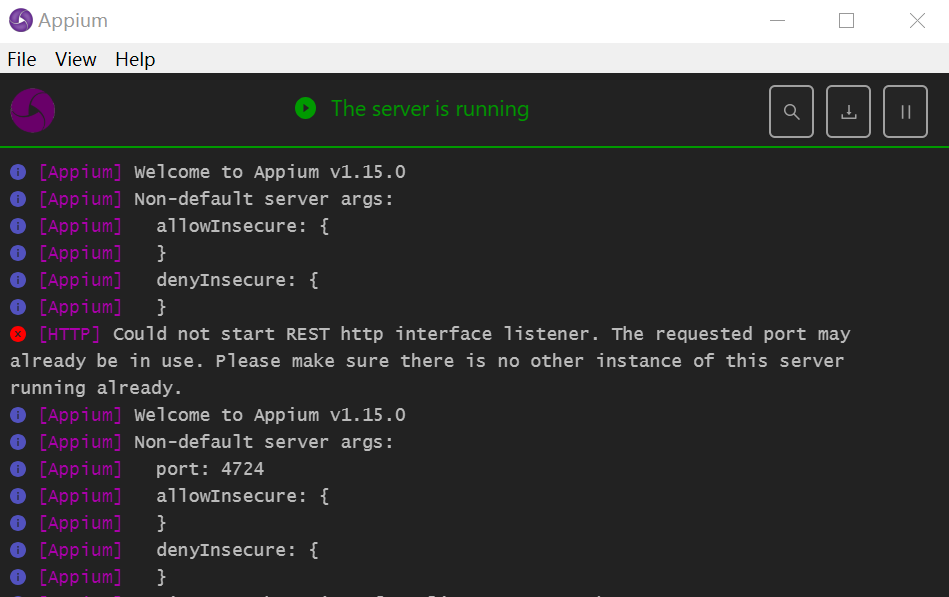 Appium
File View Help
The server is running
[Appium] Welcome to Appium v1.15.0
[Appium] Non-default server args:
[Appium]   allowInsecure: {
[Appium]   }
[Appium]   denyInsecure: {
[Appium]   }
[HTTP] Could not start REST http interface listener. The requested port may
already be in use. Please make sure there is no other instance of this server
running already.
[Appium] Welcome to Appium v1.15.0
[Appium] Non-default server args:
[Appium]   port: 4724
[Appium]   allowInsecure: {
[Appium]   }
[Appium]   denyInsecure: {
[Appium]   }